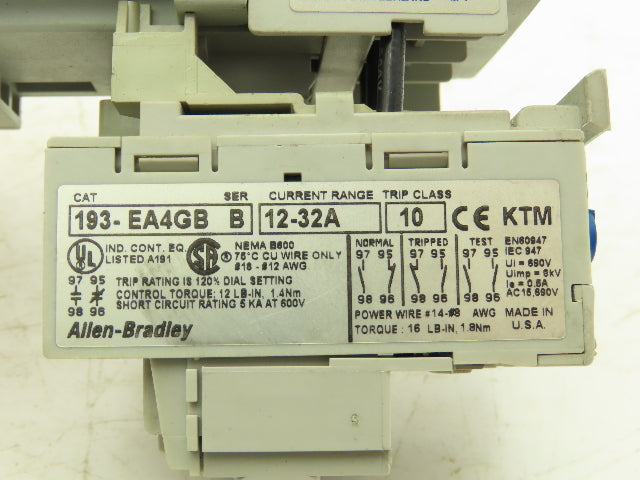 CAT SER CURRENT RANGE TRIP CLASS
193-EA4GB B 12-32A 10 CE KTM
UL IND. CONT. EQ. LISTED A191
SA NEMA B600
75°C CU WIRE ONLY
#16 - #12 AWG
97 95
98 96
TRIP RATING IS 120% DIAL SETTING
CONTROL TORQUE: 12 LB-IN, 1.4Nm
SHORT CIRCUIT RATING 5 KA AT 600V
Allen-Bradley
NORMAL TRIPPED TEST
97 95 97 95 97 95
98 96 98 96 98 96
POWER WIRE #14-#8 AWG
TORQUE: 16 LB-IN, 1.8Nm
EN60947
IEC 947
Ui = 690V
Uimp = 6kV
Ie = 0.6A
AC15,690V
MADE IN
U.S.A.